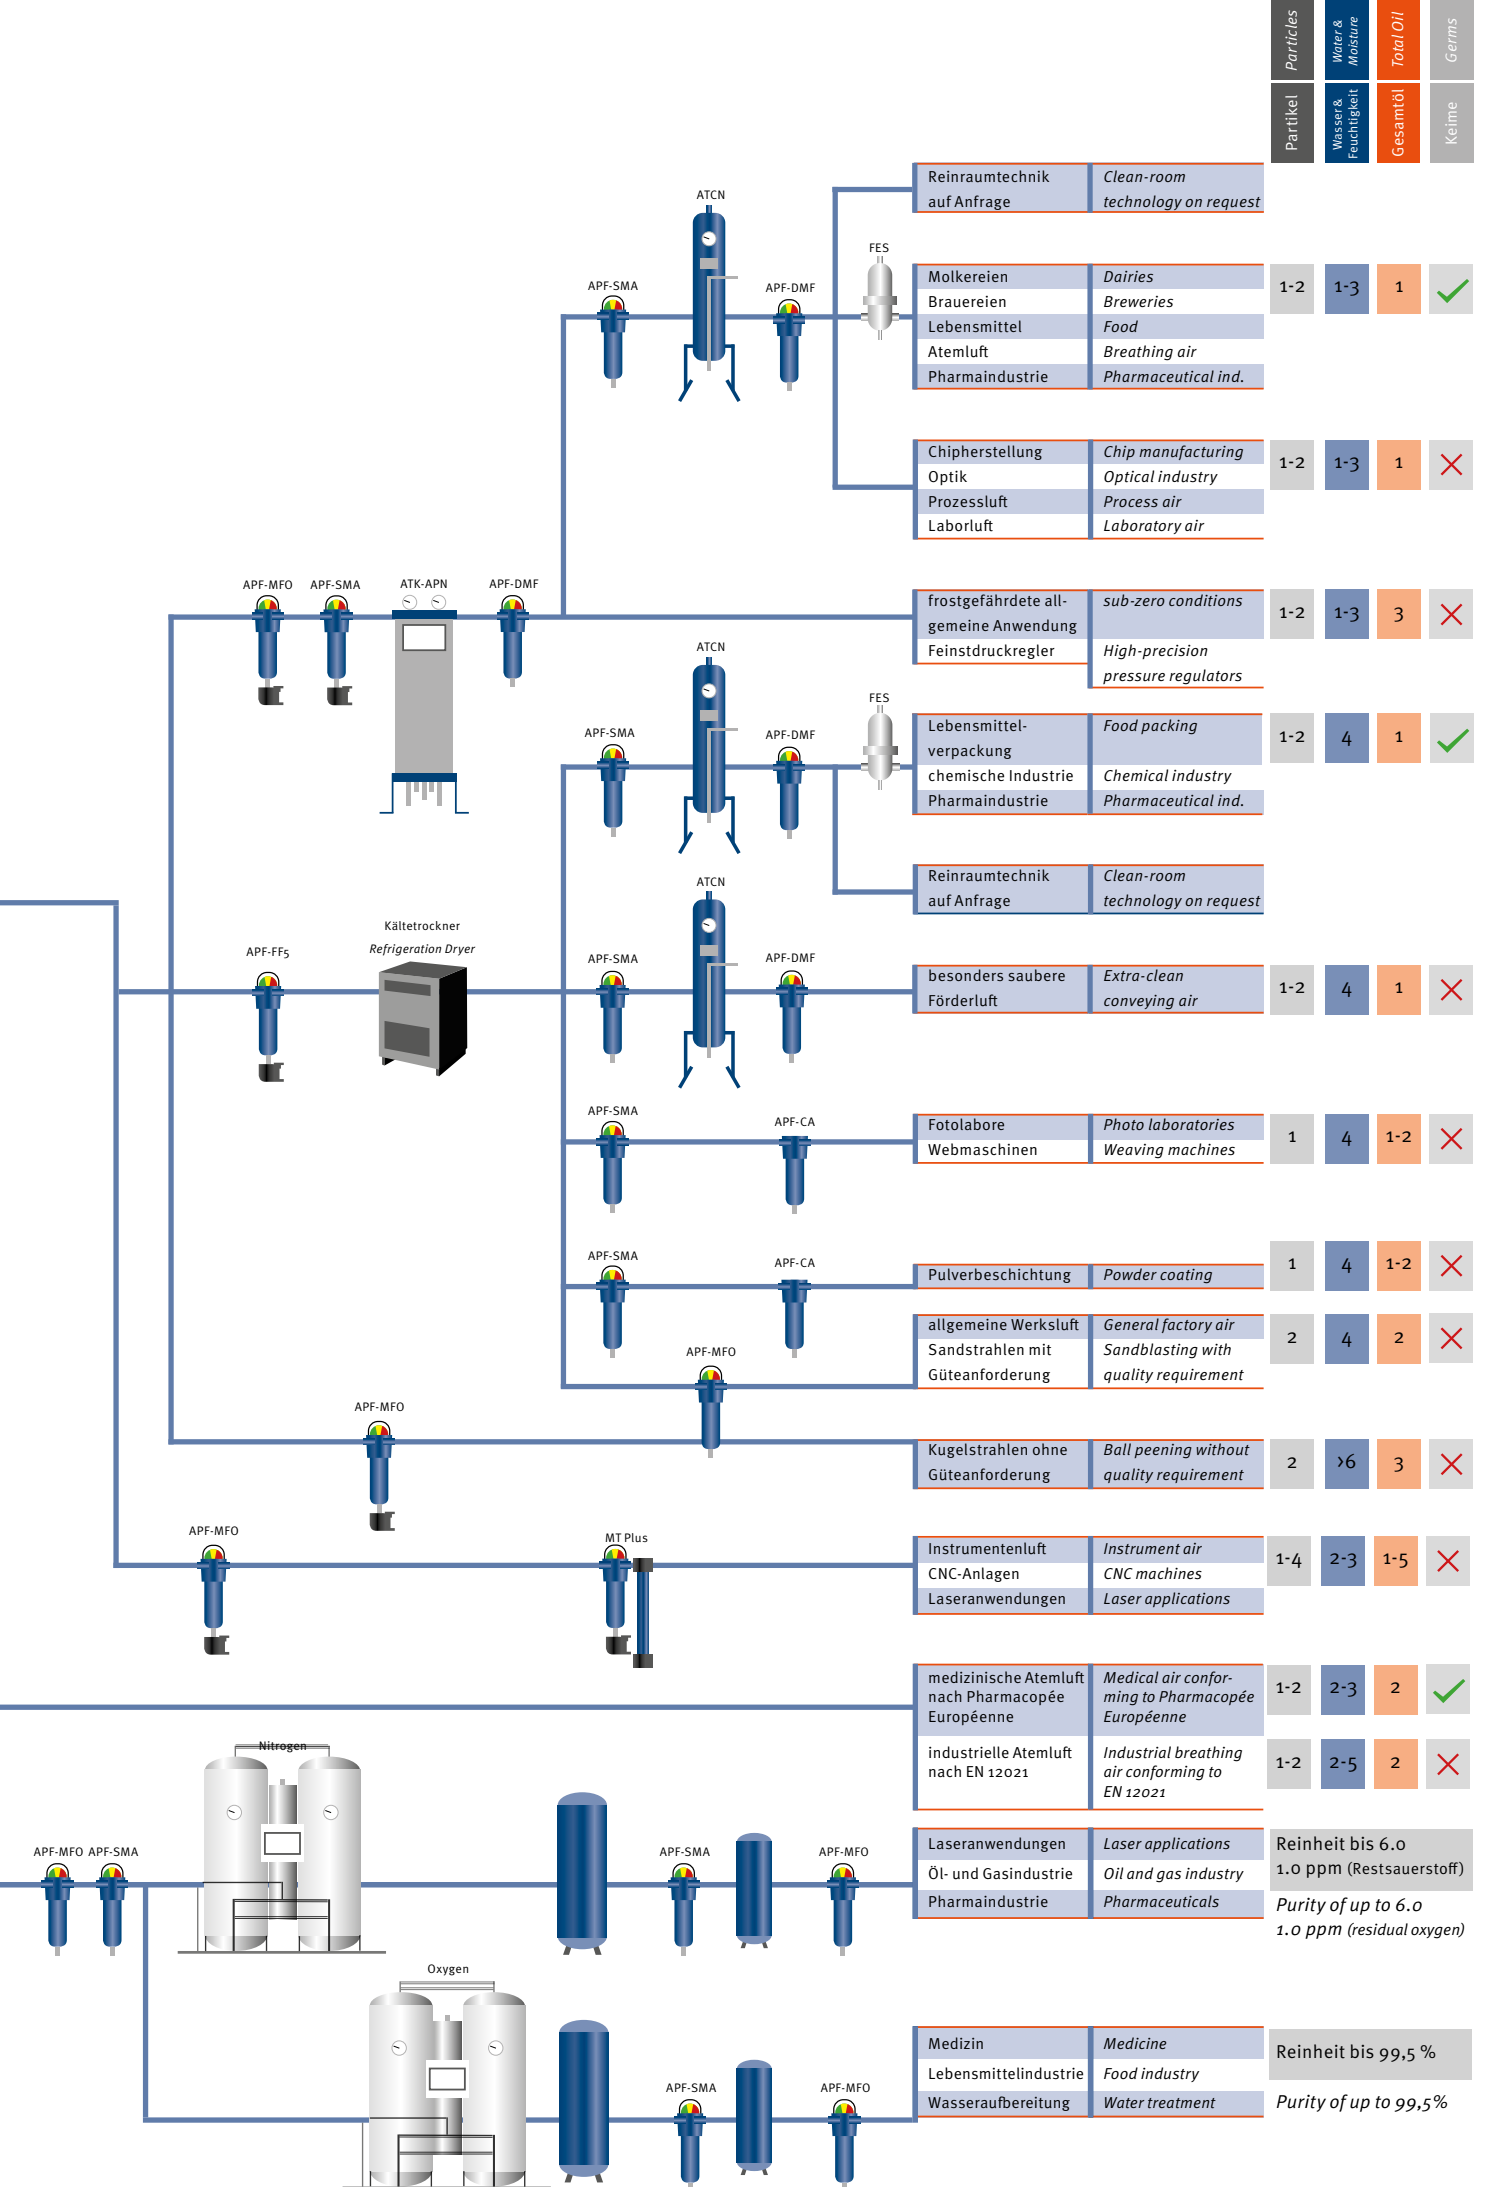 Particles
Water &
Moisture
Total Oil
Germs
Partikel
Wasser &
Feuchtigkeit
Gesamtöl
Keime
Reinraumtechnik
auf Anfrage
Clean-room
technology on request
ATCN
FES
APF-SMA
APF-DMF
Molkereien Dairies
Brauereien Breweries
Lebensmittel Food
Atemluft Breathing air
Pharmaindustrie Pharmaceutical ind.
1-2 1-3 1
Chipherstellung Chip manufacturing
Optik Optical industry
Prozessluft Process air
Laborluft Laboratory air
1-2 1-3 1
APF-MFO APF-SMA ATK-APN APF-DMF
frostgefährdete all-
gemeine Anwendung
Feinstdruckregler
sub-zero conditions
High-precision
pressure regulators
1-2 1-3 3
ATCN
FES
APF-SMA
APF-DMF
Lebensmittel-
verpackung
Food packing
chemische Industrie Chemical industry
Pharmaindustrie Pharmaceutical ind.
1-2 4 1
Reinraumtechnik
auf Anfrage
Clean-room
technology on request
ATCN
Kältetrockner
Refrigeration Dryer
APF-FF5
APF-SMA
APF-DMF
besonders saubere
Förderluft
Extra-clean
conveying air
1-2 4 1
APF-SMA
APF-CA
Fotolabore Photo laboratories
Webmaschinen Weaving machines
1 4 1-2
APF-SMA
APF-CA
Pulverbeschichtung Powder coating
1 4 1-2
allgemeine Werksluft General factory air
Sandstrahlen mit
Güteanforderung
Sandblasting with
quality requirement
2 4 2
APF-MFO
APF-MFO
Kugelstrahlen ohne
Güteanforderung
Ball peening without
quality requirement
2 >6 3
APF-MFO
MT Plus
Instrumentenluft Instrument air
CNC-Anlagen CNC machines
Laseranwendungen Laser applications
1-4 2-3 1-5
medizinische Atemluft
nach Pharmacopée
Européenne
Medical air confor-
ming to Pharmacopée
Européenne
1-2 2-3 2
industrielle Atemluft
nach EN 12021
Industrial breathing
air conforming to
EN 12021
1-2 2-5 2
Nitrogen
APF-MFO APF-SMA
APF-SMA
APF-MFO
Laseranwendungen Laser applications
Öl- und Gasindustrie Oil and gas industry
Pharmaindustrie Pharmaceuticals
Reinheit bis 6.0
1.0 ppm (Restsauerstoff)
Purity of up to 6.0
1.0 ppm (residual oxygen)
Oxygen
APF-SMA
APF-MFO
Medizin Medicine
Lebensmittelindustrie Food industry
Wasseraufbereitung Water treatment
Reinheit bis 99,5 %
Purity of up to 99,5%